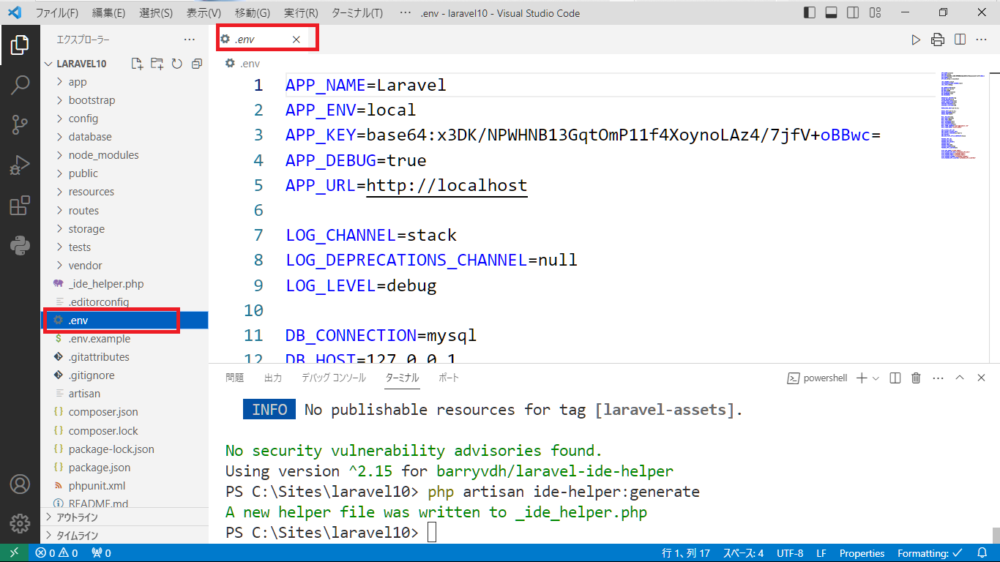 ファイル(F) 編集(E) 選択(S) 表示(V) 移動(G) 実行(R) ターミナル(T) ··· .env - laravel10 - Visual Studio Code
エクスプローラー ···
LARAVEL10
app
bootstrap
config
database
node_modules
public
resources
routes
storage
tests
vendor
_ide_helper.php
.editorconfig
.env
.env.example
.gitattributes
.gitignore
artisan
composer.json
composer.lock
package-lock.json
package.json
phpunit.xml
README.md
アウトライン
タイムライン
.env
.env
1 APP_NAME=Laravel
2 APP_ENV=local
3 APP_KEY=base64:x3DK/NPWHNB13GqtOmP11f4XoynoLAz4/7jfV+oBBwc=
4 APP_DEBUG=true
5 APP_URL=http://localhost
6
7 LOG_CHANNEL=stack
8 LOG_DEPRECATIONS_CHANNEL=null
9 LOG_LEVEL=debug
10
11 DB_CONNECTION=mysql
12 DB_HOST=127.0.0.1
問題 出力 デバッグ コンソール ターミナル ポート powershell
INFO No publishable resources for tag [laravel-assets].
No security vulnerability advisories found.
Using version ^2.15 for barryvdh/laravel-ide-helper
PS C:\Sites\laravel10> php artisan ide-helper:generate
A new helper file was written to _ide_helper.php
PS C:\Sites\laravel10>
0 0 0 行 1、列 17 スペース: 4 UTF-8 LF Properties Formatting: ✓